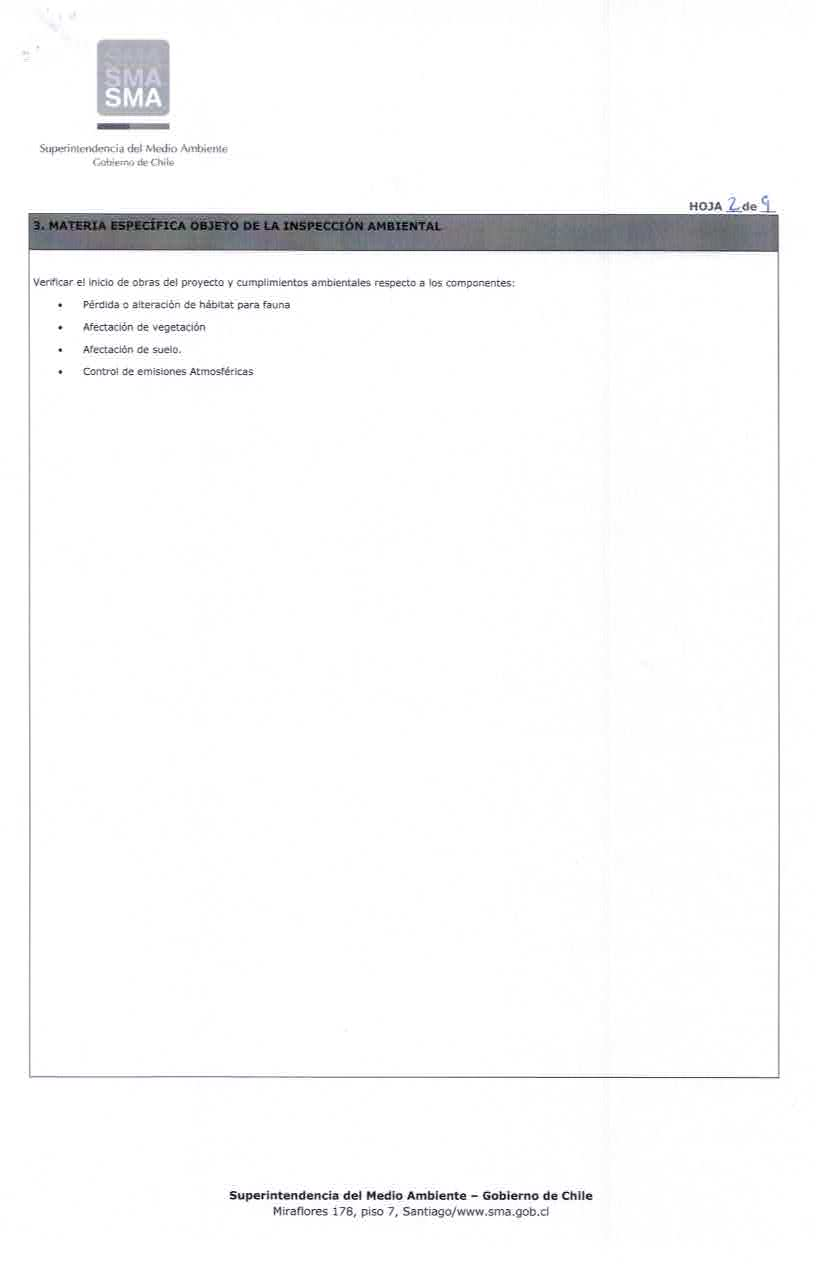 SMA
SMA
SMA
Superintendencia del Medio Ambiente
Gobierno de Chile
HOJA 2 de 9
3. MATERIA ESPECÍFICA OBJETO DE LA INSPECCIÓN AMBIENTAL
Verificar el inicio de obras del proyecto y cumplimientos ambientales respecto a los componentes:
• Pérdida o alteración de hábitat para fauna
• Afectación de vegetación
• Afectación de suelo.
• Control de emisiones Atmosféricas
Superintendencia del Medio Ambiente – Gobierno de Chile
Miraflores 178, piso 7, Santiago/www.sma.gob.cl